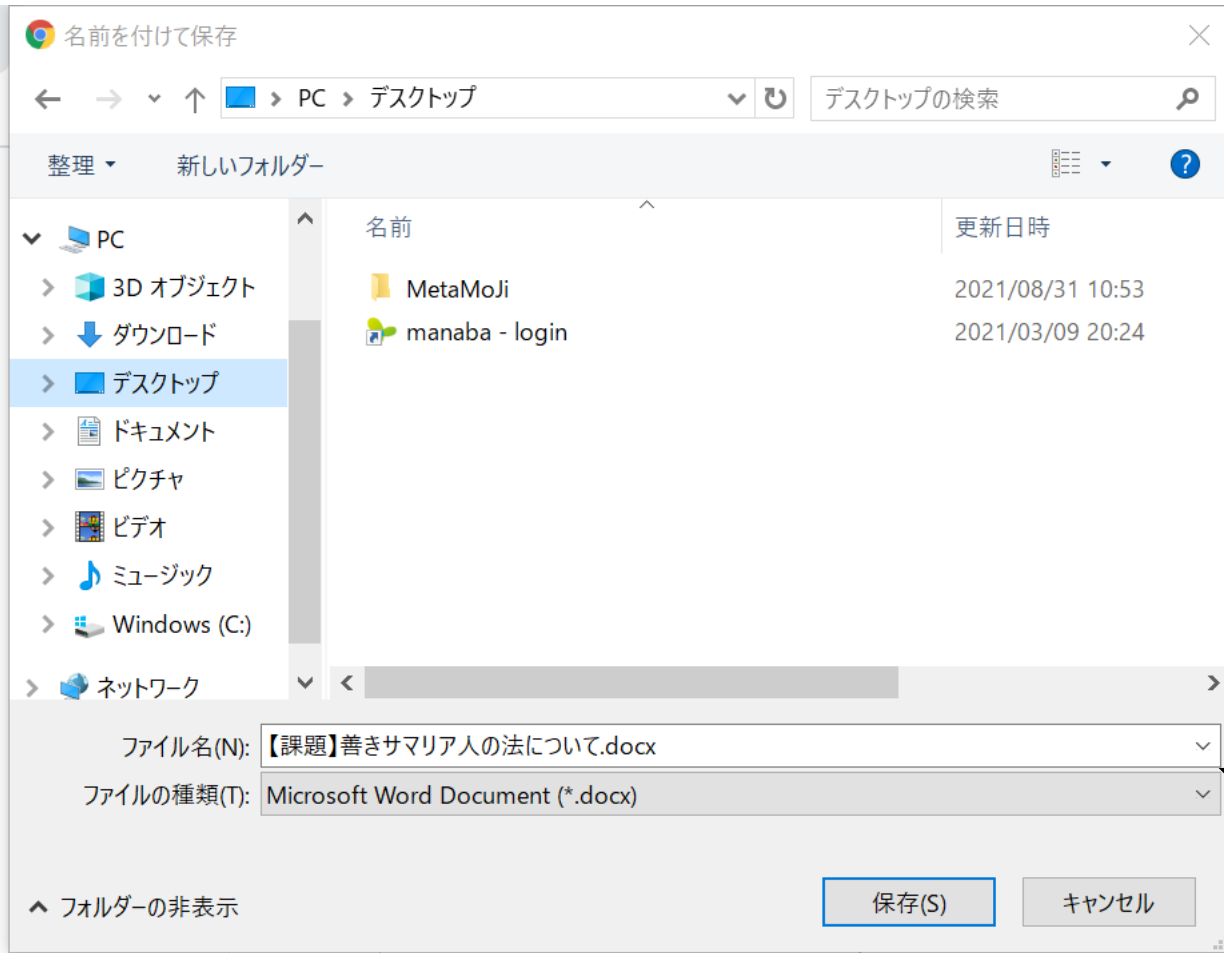 名前を付けて保存
PC デスクトップ
デスクトップの検索
整理
新しいフォルダー
名前
更新日時
PC
3D オブジェクト
ダウンロード
デスクトップ
ドキュメント
ピクチャ
ビデオ
ミュージック
Windows (C:)
ネットワーク
MetaMoJi 2021/08/31 10:53
manaba - login 2021/03/09 20:24
ファイル名(N): 【課題】善きサマリア人の法について.docx
ファイルの種類(T): Microsoft Word Document (*.docx)
フォルダーの非表示
保存(S)
キャンセル